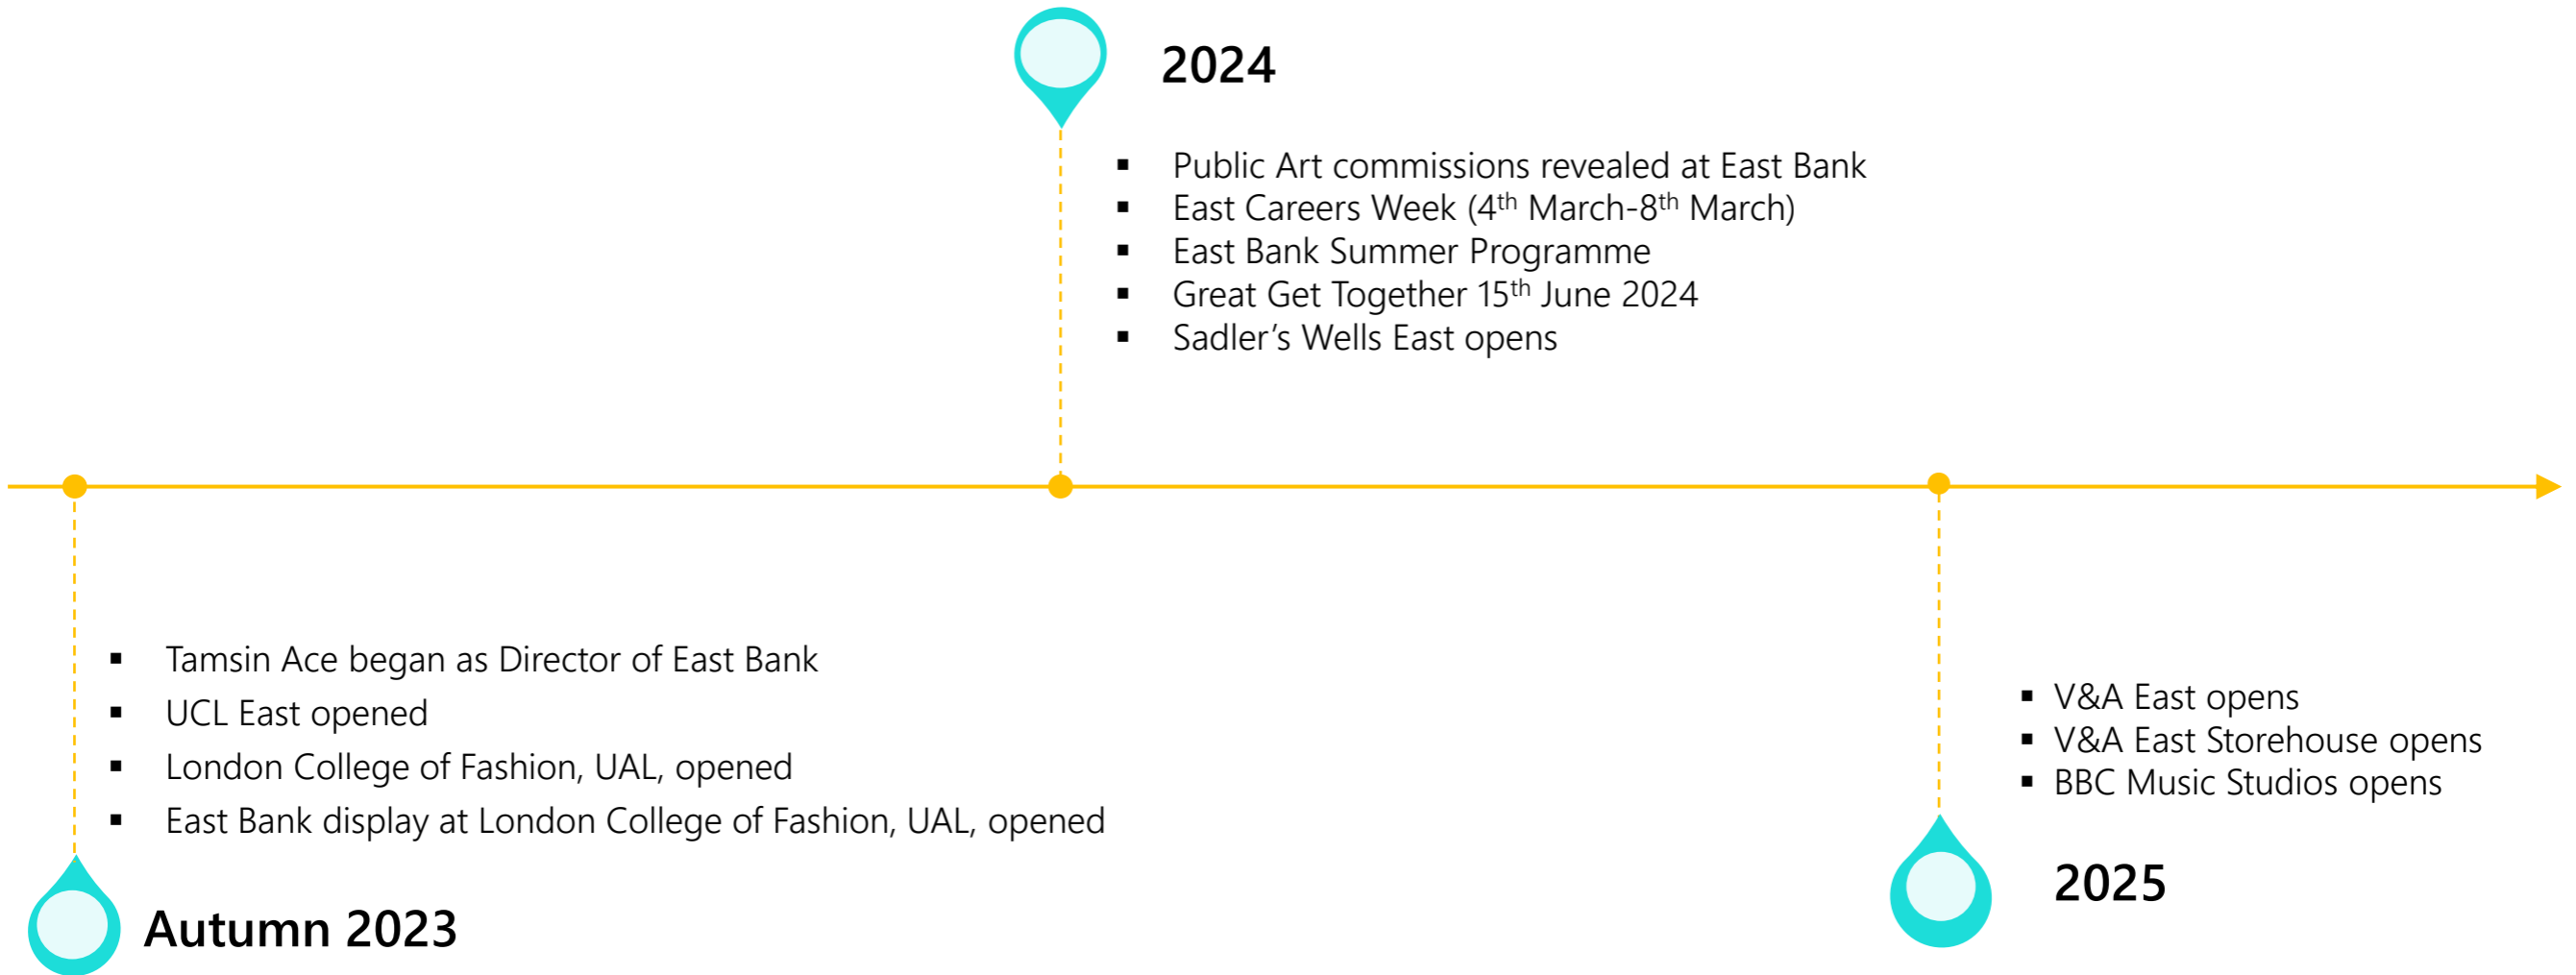 2024
▪ Public Art commissions revealed at East Bank
▪ East Careers Week (4th March-8th March)
▪ East Bank Summer Programme
▪ Great Get Together 15th June 2024
▪ Sadler’s Wells East opens
▪ Tamsin Ace began as Director of East Bank
▪ UCL East opened
▪ London College of Fashion, UAL, opened
▪ East Bank display at London College of Fashion, UAL, opened
Autumn 2023
▪ V&A East opens
▪ V&A East Storehouse opens
▪ BBC Music Studios opens
2025